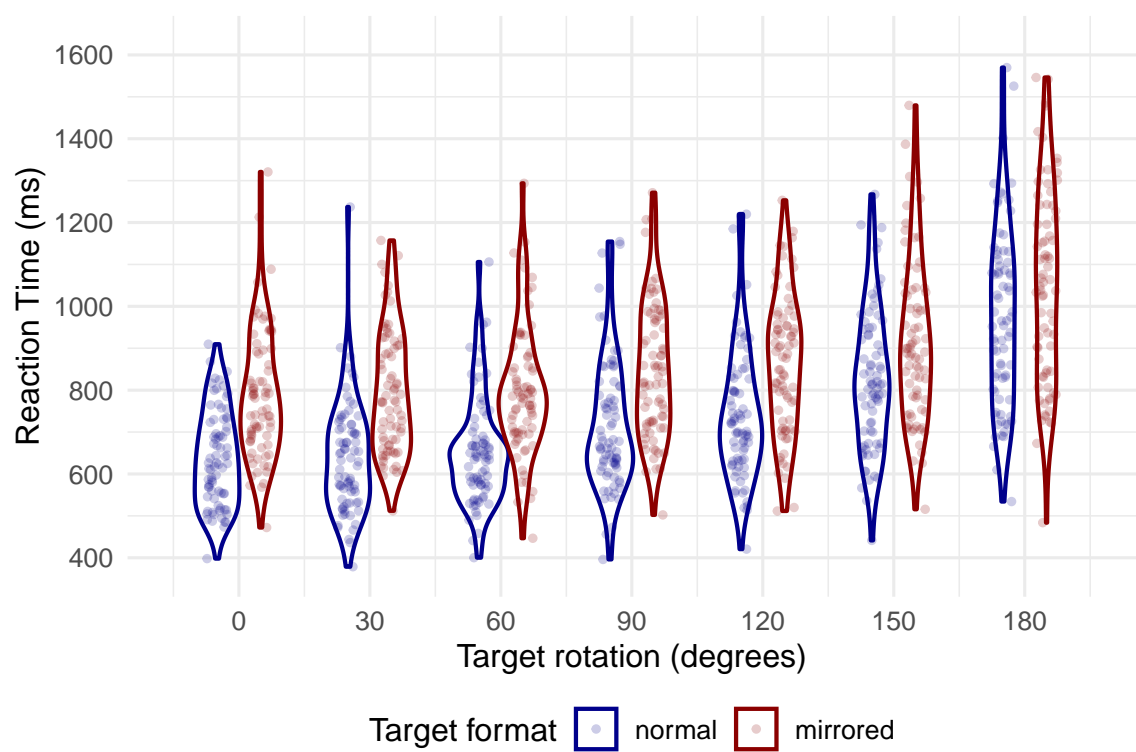 Reaction Time (ms)
1600
1400
1200
1000
800
600
400
0 30 60 90 120 150 180
Target rotation (degrees)
Target format normal mirrored